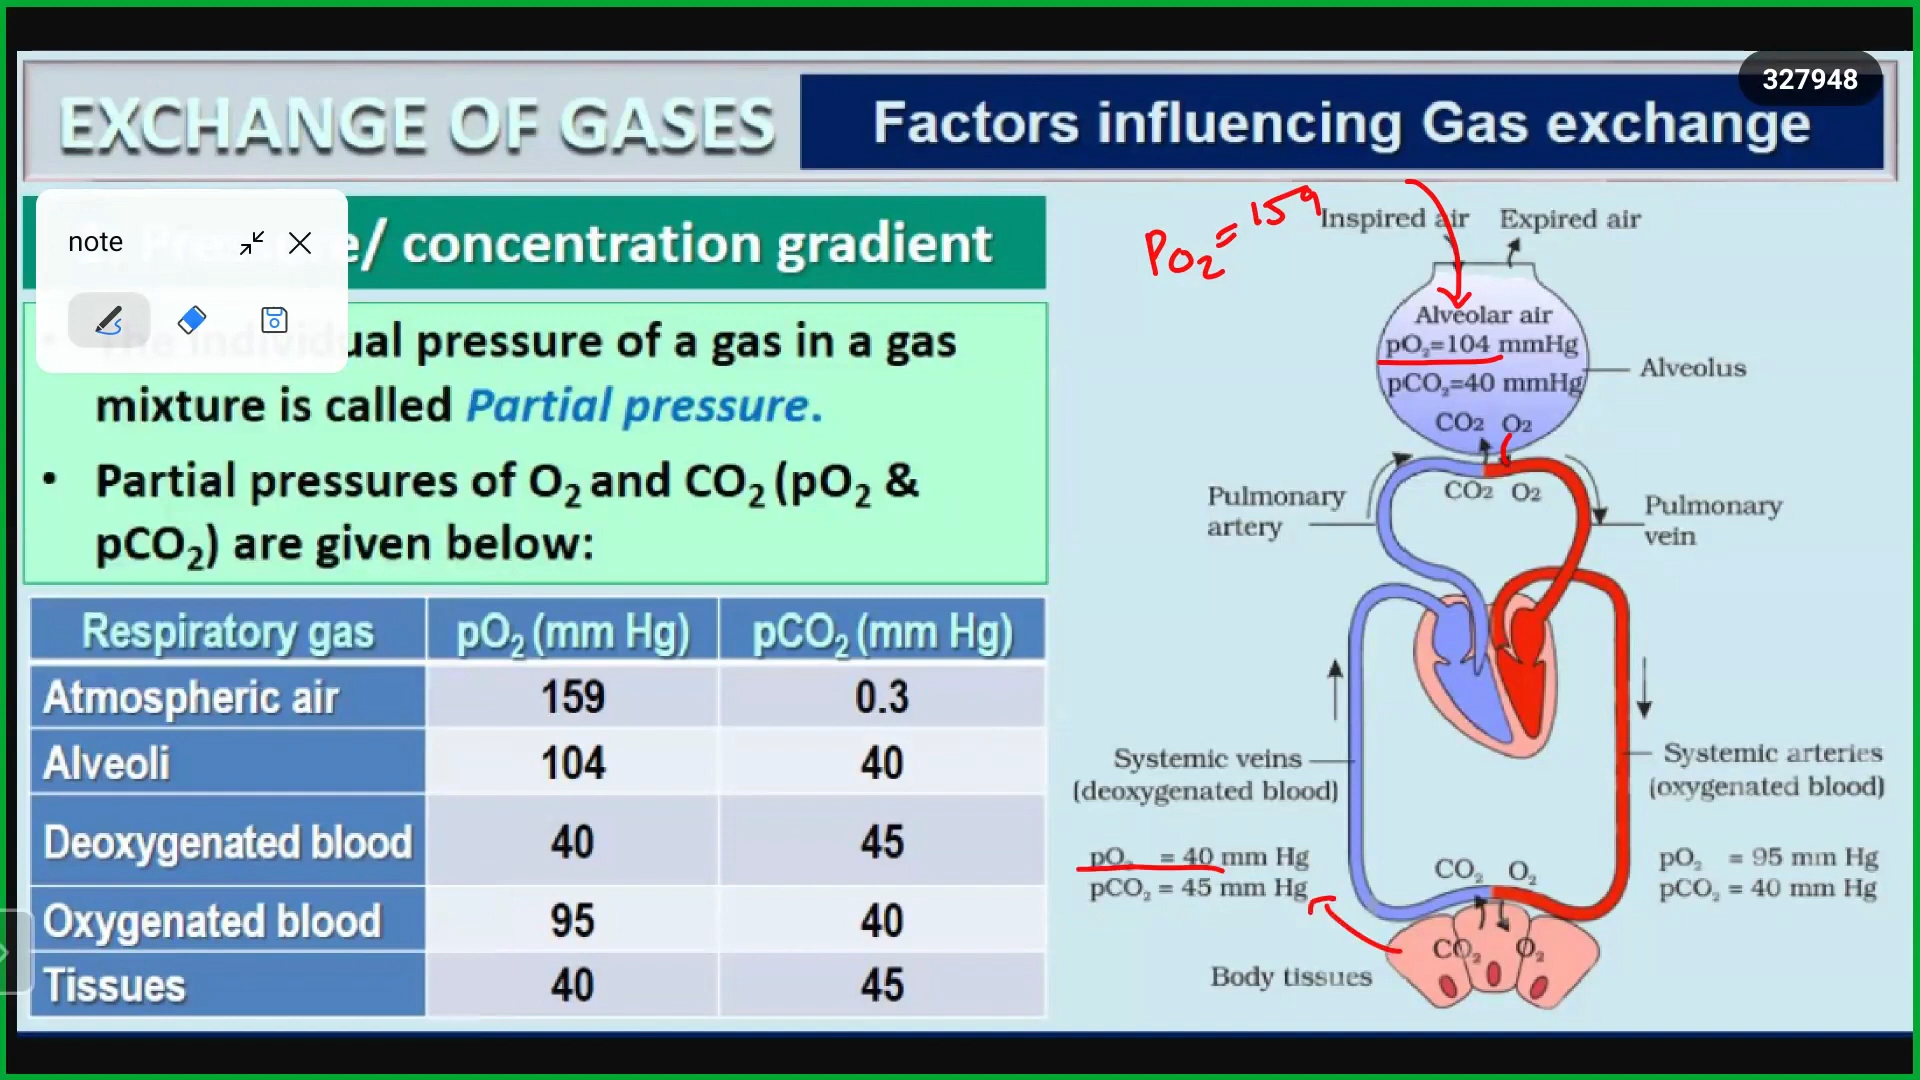 EXCHANGE OF GASES
Factors influencing Gas exchange
327948
note
/ concentration gradient
individual pressure of a gas in a gas
mixture is called Partial pressure.
• Partial pressures of O₂ and CO₂ (pO₂ &
pCO₂) are given below:
Respiratory gas pO₂ (mm Hg) pCO₂ (mm Hg)
Atmospheric air 159 0.3
Alveoli 104 40
Deoxygenated blood 40 45
Oxygenated blood 95 40
Tissues 40 45
PO₂ = 159
Inspired air Expired air
Alveolar air
pO₂=104 mmHg
pCO₂=40 mmHg
Alveolus
CO2 O2
CO2 O2
Pulmonary
artery
Pulmonary
vein
Systemic veins
(deoxygenated blood)
Systemic arteries
(oxygenated blood)
pO₂ = 40 mm Hg
pCO₂ = 45 mm Hg
CO₂ O₂
pO₂ = 95 mm Hg
pCO₂ = 40 mm Hg
CO₂ O₂
Body tissues